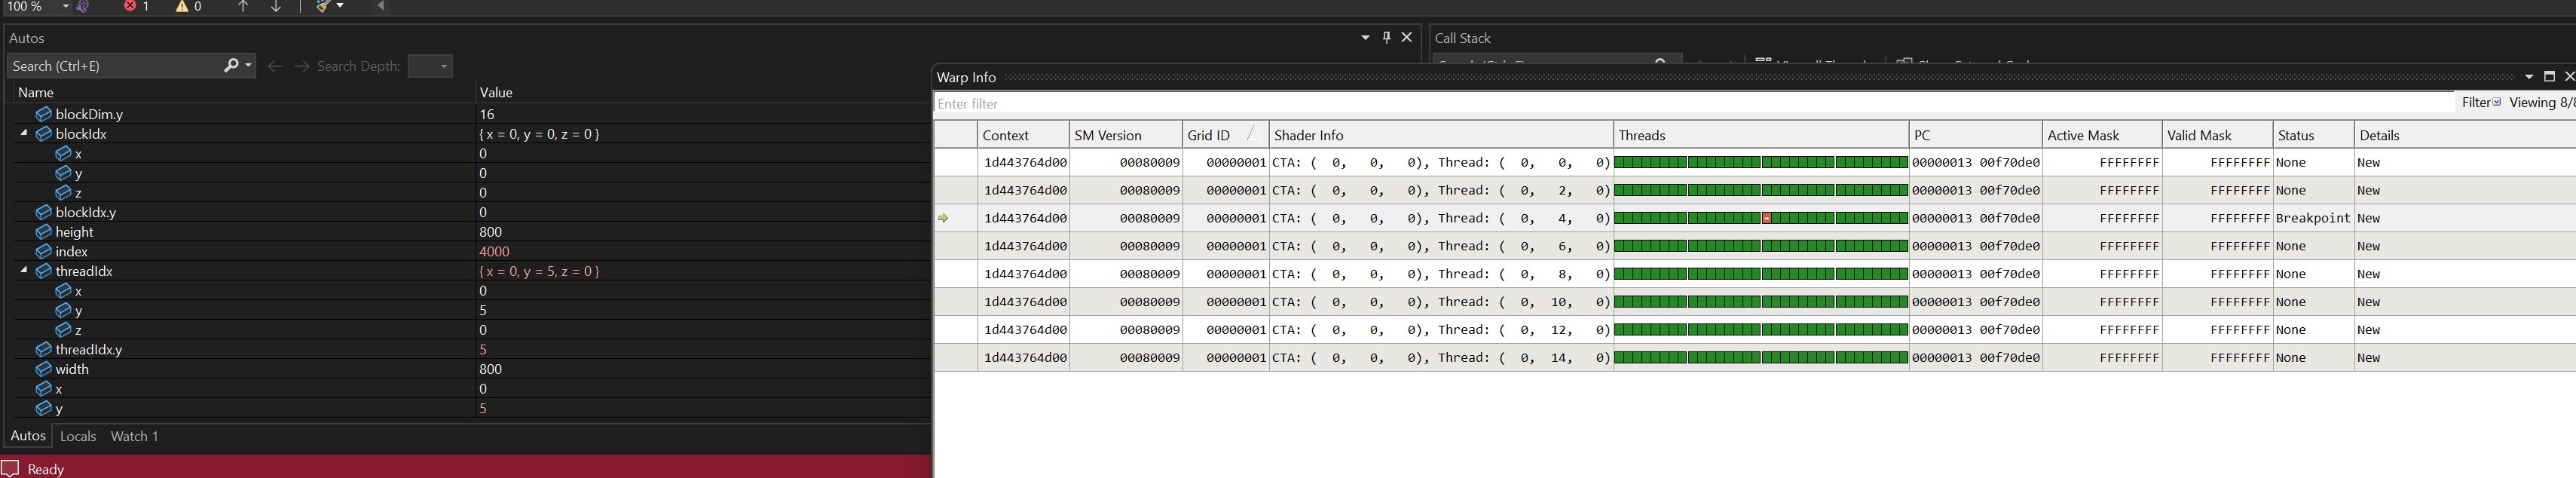 100 %
1
0
Autos
Search (Ctrl+E)
Search Depth:
Name Value
blockDim.y 16
blockIdx { x = 0, y = 0, z = 0 }
x 0
y 0
z 0
blockIdx.y 0
height 800
index 4000
threadIdx { x = 0, y = 5, z = 0 }
x 0
y 5
z 0
threadIdx.y 5
width 800
x 0
y 5
Autos Locals Watch 1
Ready
Call Stack
Warp Info
Enter filter
Filter Viewing 8/8
Context SM Version Grid ID Shader Info Threads PC Active Mask Valid Mask Status Details
1d443764d00 00080009 00000001 CTA: ( 0, 0, 0), Thread: ( 0, 0, 0) 00000013 00f70de0 FFFFFFFF FFFFFFFF None New
1d443764d00 00080009 00000001 CTA: ( 0, 0, 0), Thread: ( 0, 2, 0) 00000013 00f70de0 FFFFFFFF FFFFFFFF None New
1d443764d00 00080009 00000001 CTA: ( 0, 0, 0), Thread: ( 0, 4, 0) 00000013 00f70de0 FFFFFFFF FFFFFFFF Breakpoint New
1d443764d00 00080009 00000001 CTA: ( 0, 0, 0), Thread: ( 0, 6, 0) 00000013 00f70de0 FFFFFFFF FFFFFFFF None New
1d443764d00 00080009 00000001 CTA: ( 0, 0, 0), Thread: ( 0, 8, 0) 00000013 00f70de0 FFFFFFFF FFFFFFFF None New
1d443764d00 00080009 00000001 CTA: ( 0, 0, 0), Thread: ( 0, 10, 0) 00000013 00f70de0 FFFFFFFF FFFFFFFF None New
1d443764d00 00080009 00000001 CTA: ( 0, 0, 0), Thread: ( 0, 12, 0) 00000013 00f70de0 FFFFFFFF FFFFFFFF None New
1d443764d00 00080009 00000001 CTA: ( 0, 0, 0), Thread: ( 0, 14, 0) 00000013 00f70de0 FFFFFFFF FFFFFFFF None New